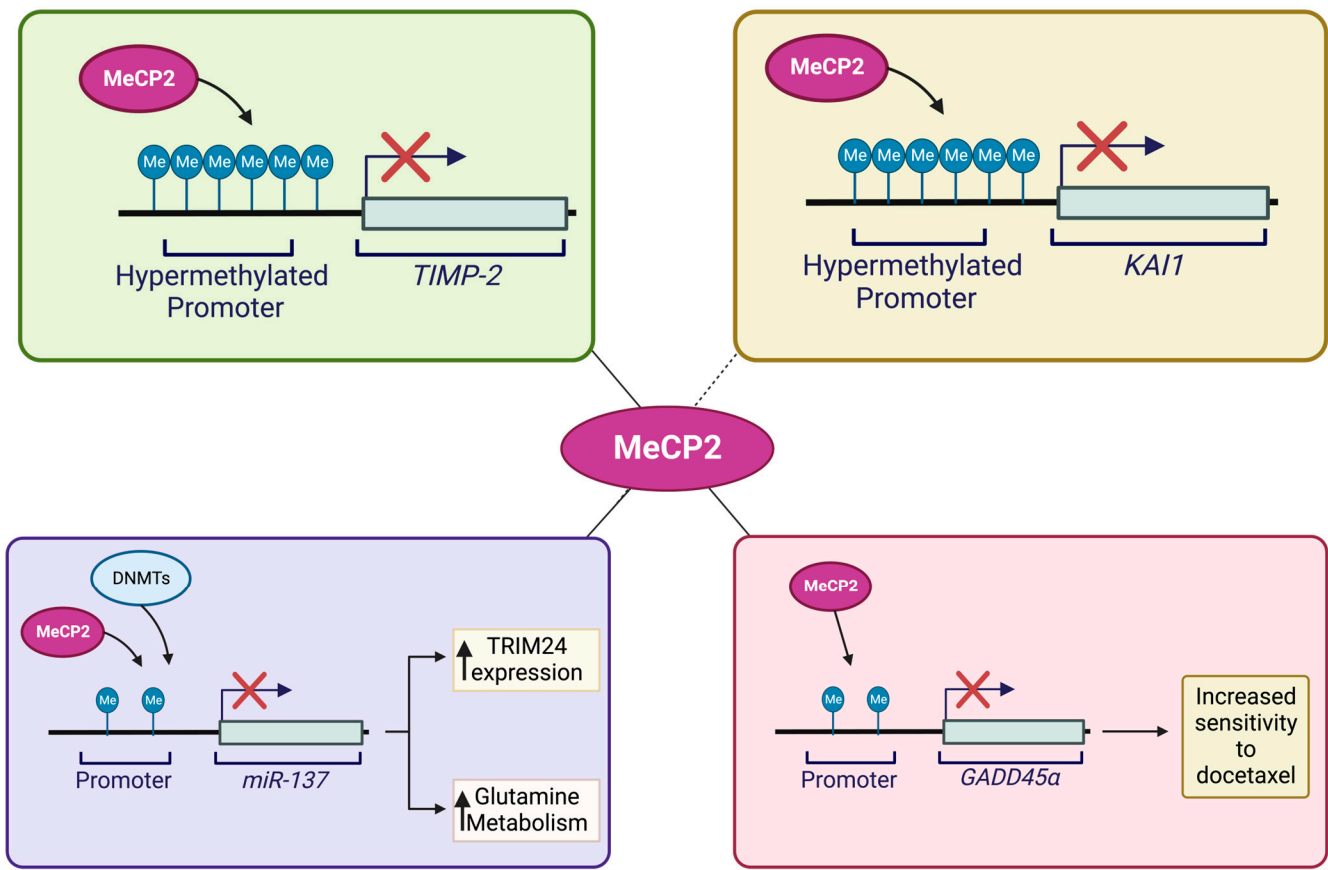 MeCP2
Me Me Me Me Me Me
Hypermethylated
Promoter
TIMP-2
MeCP2
Me Me Me Me Me Me
Hypermethylated
Promoter
KAI1
MeCP2
DNMTs
MeCP2
Me Me
Promoter
miR-137
TRIM24
expression
Glutamine
Metabolism
MeCP2
Me Me
Promoter
GADD45α
Increased
sensitivity
to
docetaxel